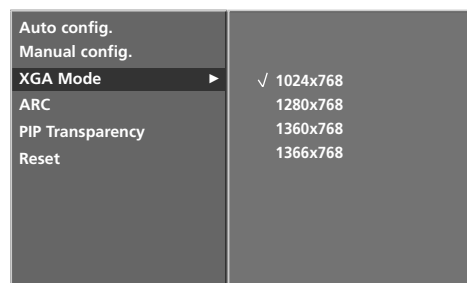 Auto config.
Manual config.
XGA Mode ►
ARC
PIP Transparency
Reset
√ 1024x768
1280x768
1360x768
1366x768